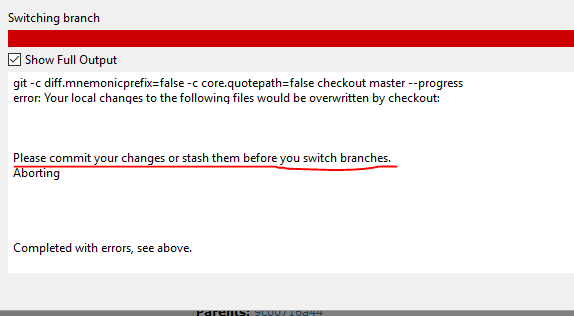 Switching branch
Show Full Output
git -c diff.mnemonicprefix=false -c core.quotepath=false checkout master --progress
error: Your local changes to the following files would be overwritten by checkout:
Please commit your changes or stash them before you switch branches.
Aborting
Completed with errors, see above.
Parents: